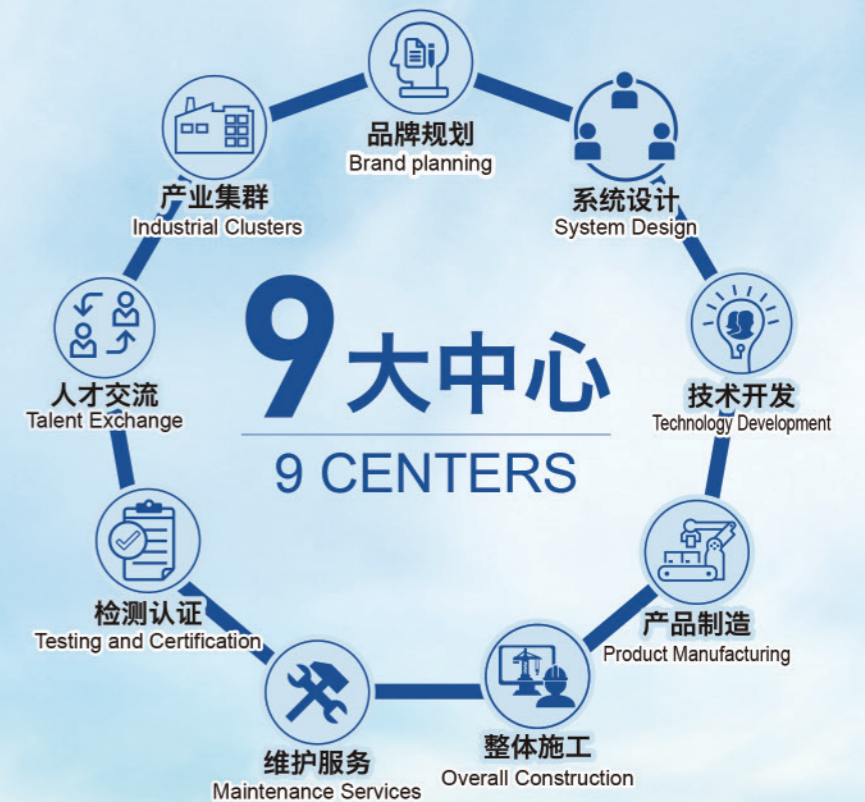 品牌规划
Brand planning
系统设计
System Design
技术开发
Technology Development
产品制造
Product Manufacturing
整体施工
Overall Construction
维护服务
Maintenance Services
检测认证
Testing and Certification
人才交流
Talent Exchange
产业集群
Industrial Clusters
9大中心
9 CENTERS